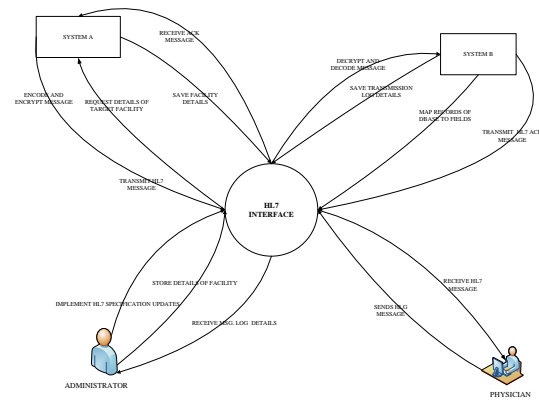 RECEIVE ACK
MESSAGE
SYSTEM A
SYSTEM B
DECRYPT AND
DECODE MESSAGE
ENCODE AND
ENCRYPT MESSAGE
REQUEST DETAILS OF
TARGET FACILITY
SAVE FACILITY
DETAILS
SAVE TRANSMISSION
LOG DETAILS
MAP RECORDS OF
DBASE TO FIELDS
TRANSMIT HL7 ACK
MESSAGE
TRANSMIT HL7
MESSAGE
HL7
INTERFACE
STORE DETAILS OF FACILITY
RECEIVE HL7
MESSAGE
IMPLEMENT HL7 SPECIFICATION UPDATES
SENDS HLG
MESSAGE
RECEIVE MSG. LOG DETAILS
ADMINISTRATOR
PHYSICIAN